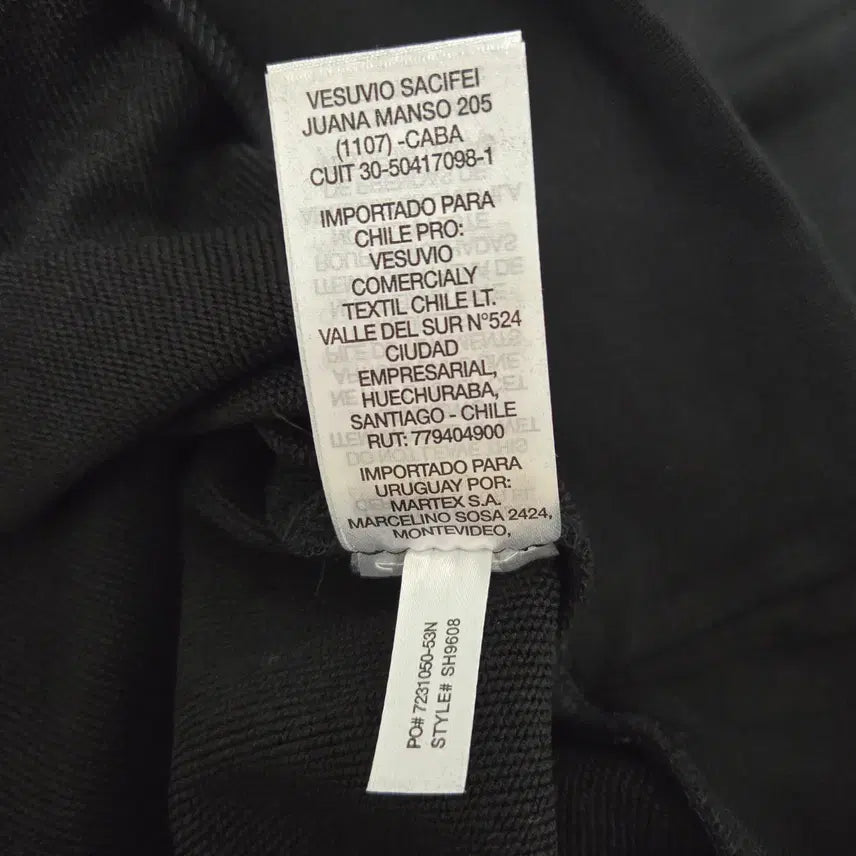 VESUVIO SACIFEI
JUANA MANSO 205
(1107) -CABA
CUIT 30-50417098-1
IMPORTADO PARA
CHILE PRO:
VESUVIO
COMERCIALY
TEXTIL CHILE LT.
VALLE DEL SUR N°524
CIUDAD
EMPRESARIAL,
HUECHURABA,
SANTIAGO - CHILE
RUT: 779404900
IMPORTADO PARA
URUGUAY POR:
MARTEX S.A.
MARCELINO SOSA 2424,
MONTEVIDEO,
PO# 7231050-53N
STYLE# SH9608